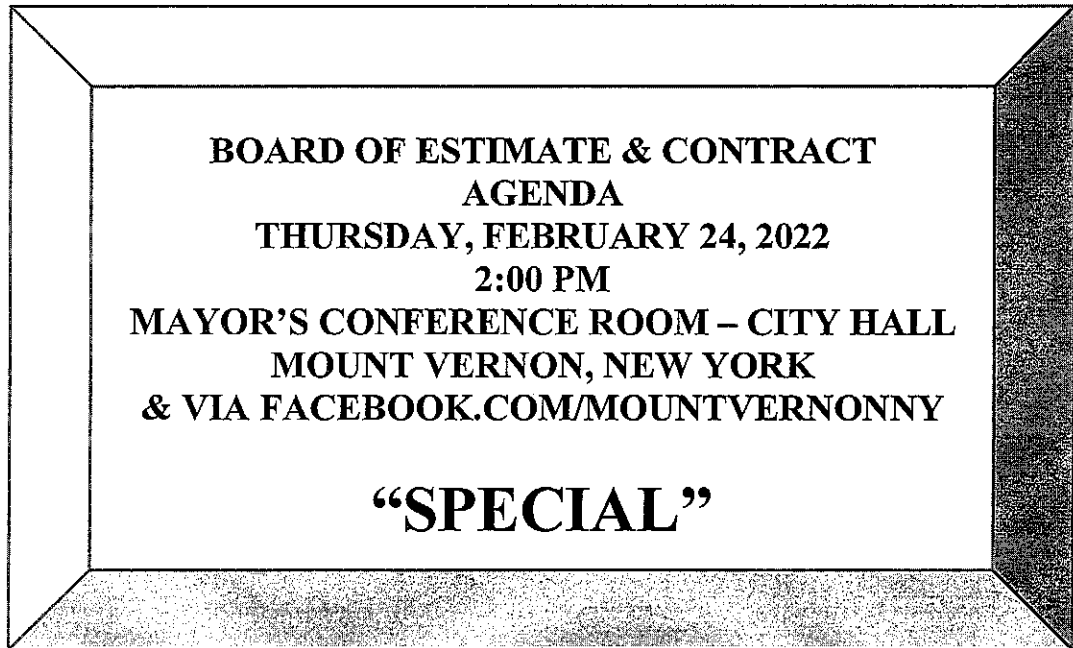 BOARD OF ESTIMATE & CONTRACT
AGENDA
THURSDAY, FEBRUARY 24, 2022
2:00 PM
MAYOR’S CONFERENCE ROOM – CITY HALL
MOUNT VERNON, NEW YORK
& VIA FACEBOOK.COM/MOUNTVERNONNY
“SPECIAL”